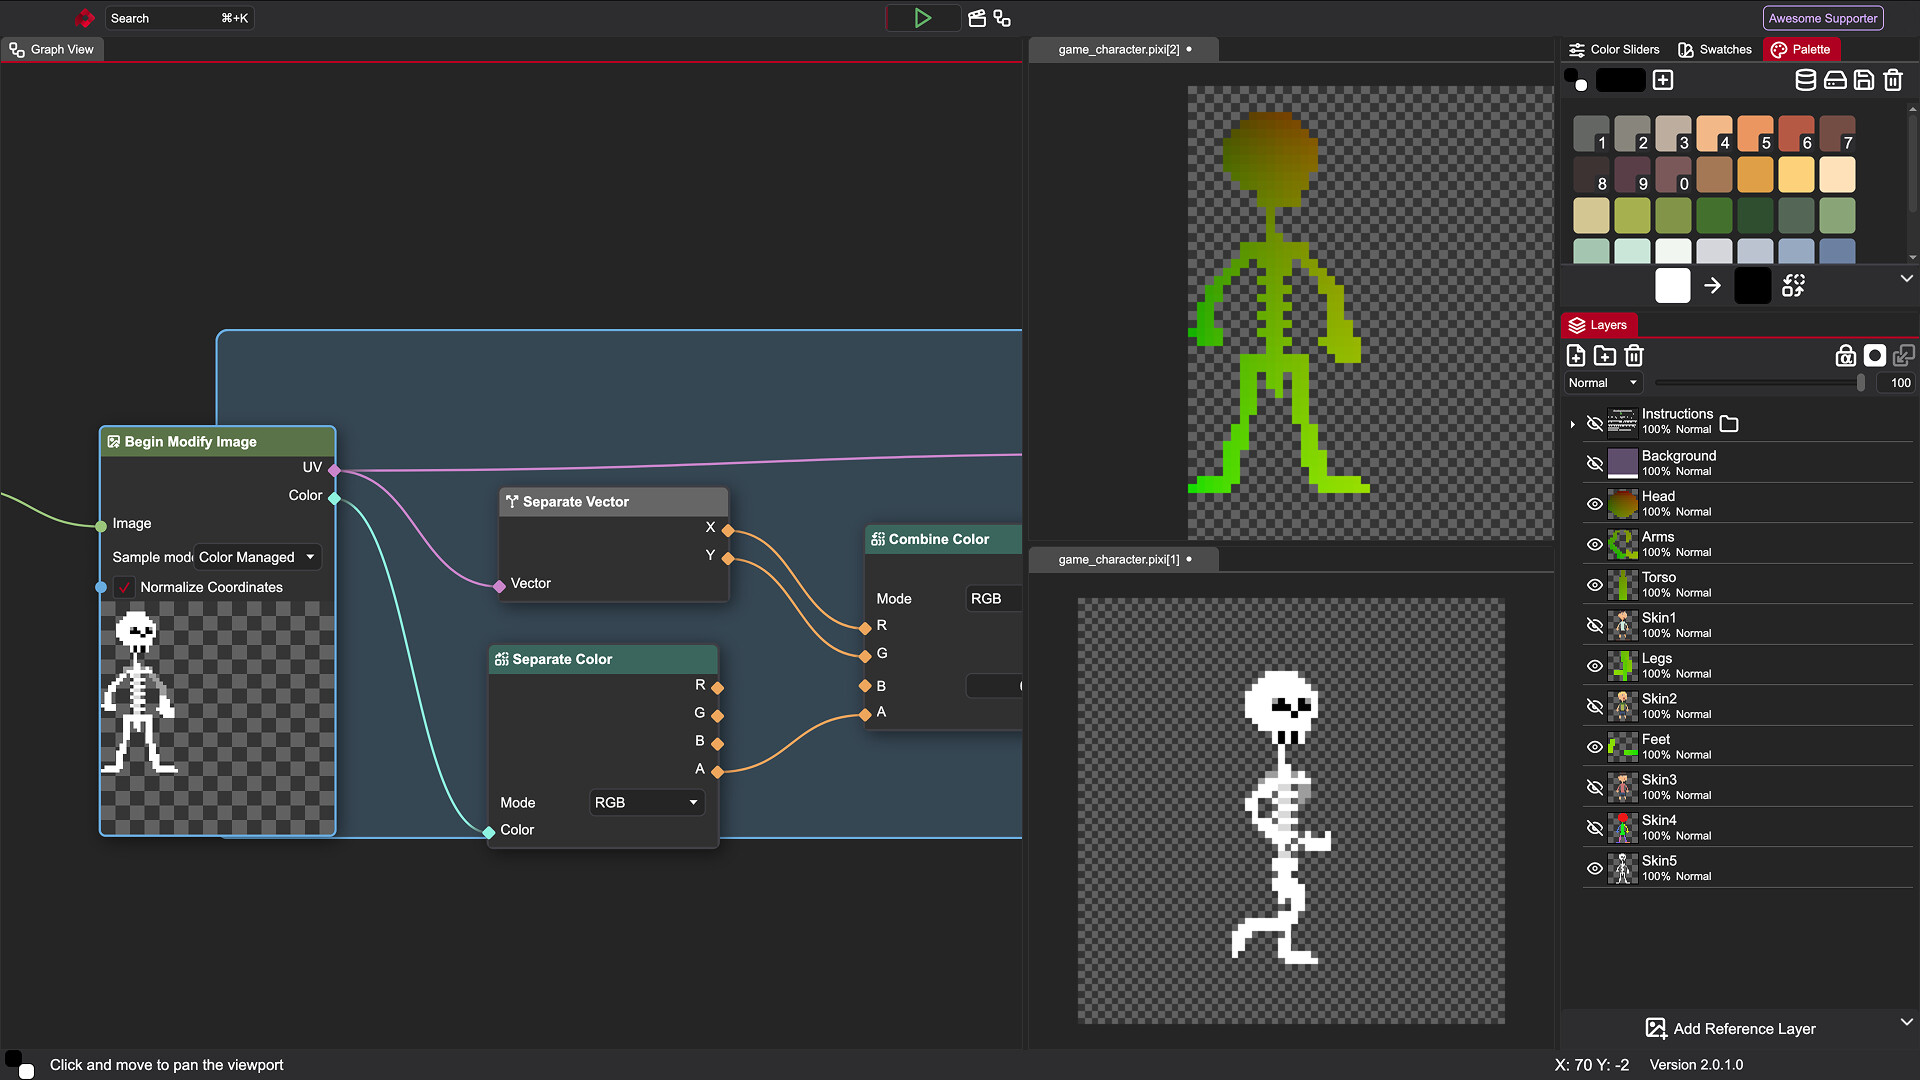 Search ⌘+K
Awesome Supporter
Graph View
game_character.pixi[2]
Color Sliders Swatches Palette
1 2 3 4 5 6 7
8 9 0
Layers
Normal 100
Instructions
100% Normal
Background
100% Normal
Head
100% Normal
Arms
100% Normal
Torso
100% Normal
Skin1
100% Normal
Legs
100% Normal
Skin2
100% Normal
Feet
100% Normal
Skin3
100% Normal
Skin4
100% Normal
Skin5
100% Normal
Add Reference Layer
Begin Modify Image
UV
Color
Image
Sample mod Color Managed
Normalize Coordinates
Separate Vector
X
Y
Vector
Separate Color
R
G
B
A
Mode RGB
Color
Combine Color
Mode RGB
R
G
B
A
game_character.pixi[1]
Click and move to pan the viewport
X: 70 Y: -2 Version 2.0.1.0